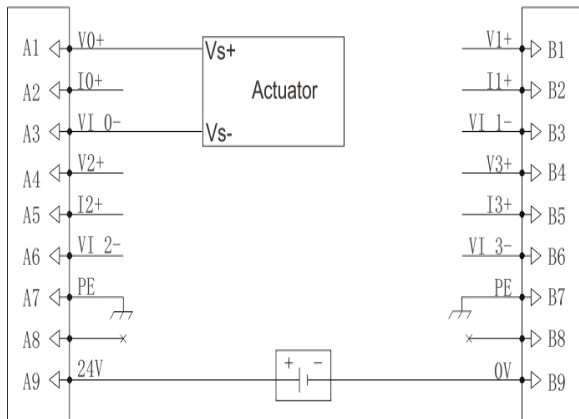 A1 V0+ Vs+ V1+ B1
A2 I0+ Actuator I1+ B2
A3 VI 0- Vs- VI 1- B3
A4 V2+ V3+ B4
A5 I2+ I3+ B5
A6 VI 2- VI 3- B6
A7 PE PE B7
A8 B8
A9 24V + - 0V B9